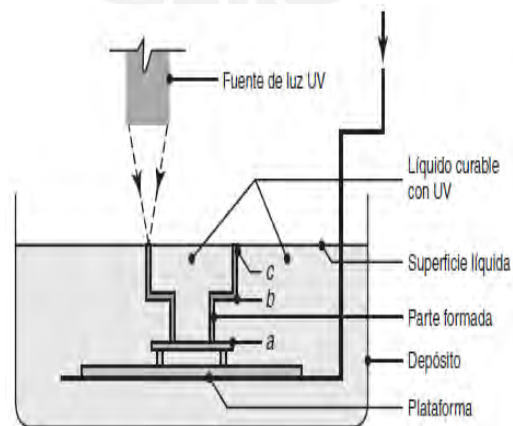 Fuente de luz UV
Líquido curable
con UV
Superficie líquida
c
b
Parte formada
a
Depósito
Plataforma